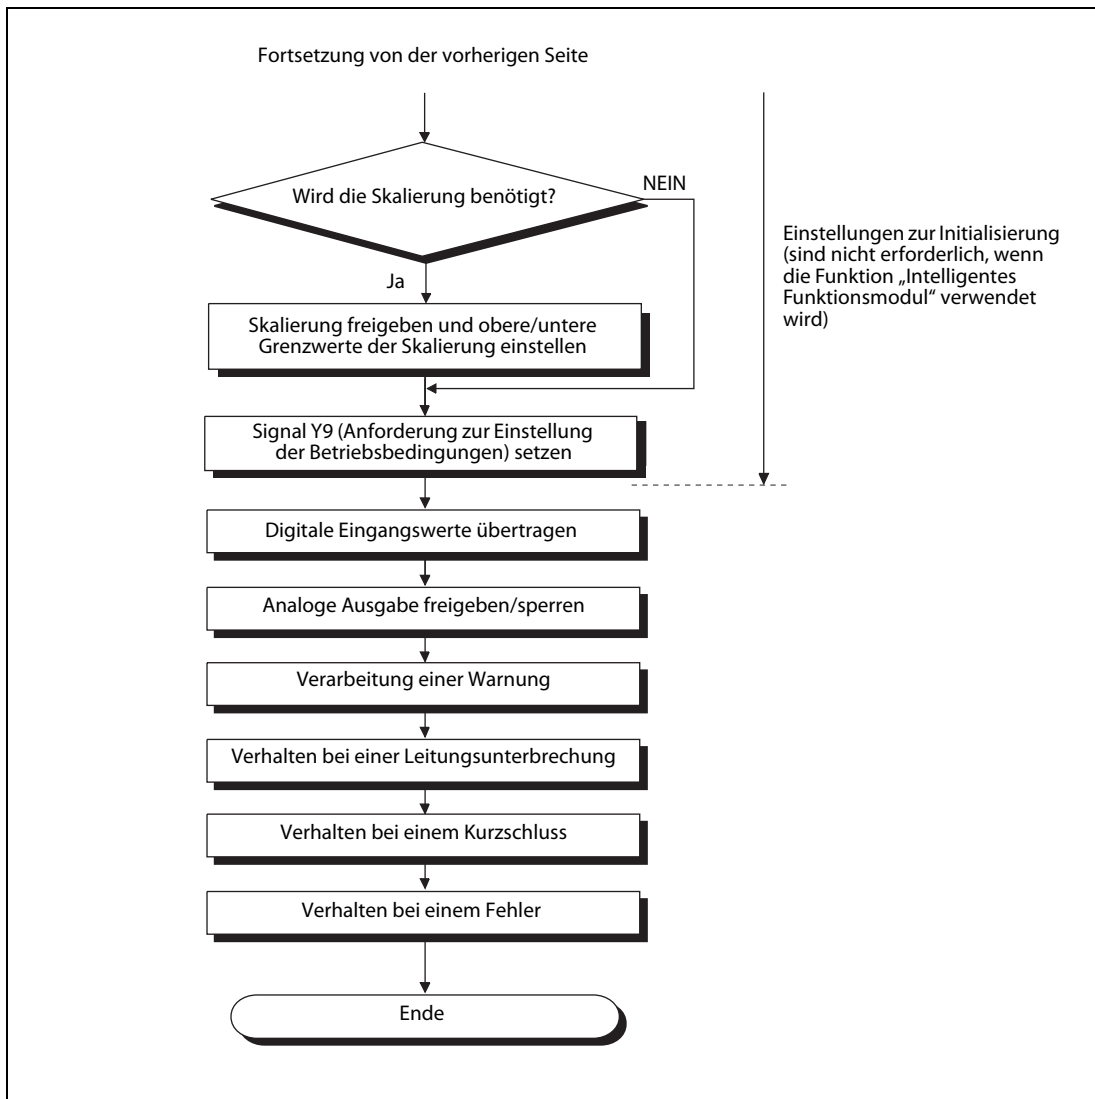 Fortsetzung von der vorherigen Seite
Wird die Skalierung benötigt?
NEIN
Einstellungen zur Initialisierung
(sind nicht erforderlich, wenn
die Funktion „Intelligentes
Funktionsmodul“ verwendet
wird)
Ja
Skalierung freigeben und obere/untere
Grenzwerte der Skalierung einstellen
Signal Y9 (Anforderung zur Einstellung
der Betriebsbedingungen) setzen
Digitale Eingangswerte übertragen
Analoge Ausgabe freigeben/sperren
Verarbeitung einer Warnung
Verhalten bei einer Leitungsunterbrechung
Verhalten bei einem Kurzschluss
Verhalten bei einem Fehler
Ende